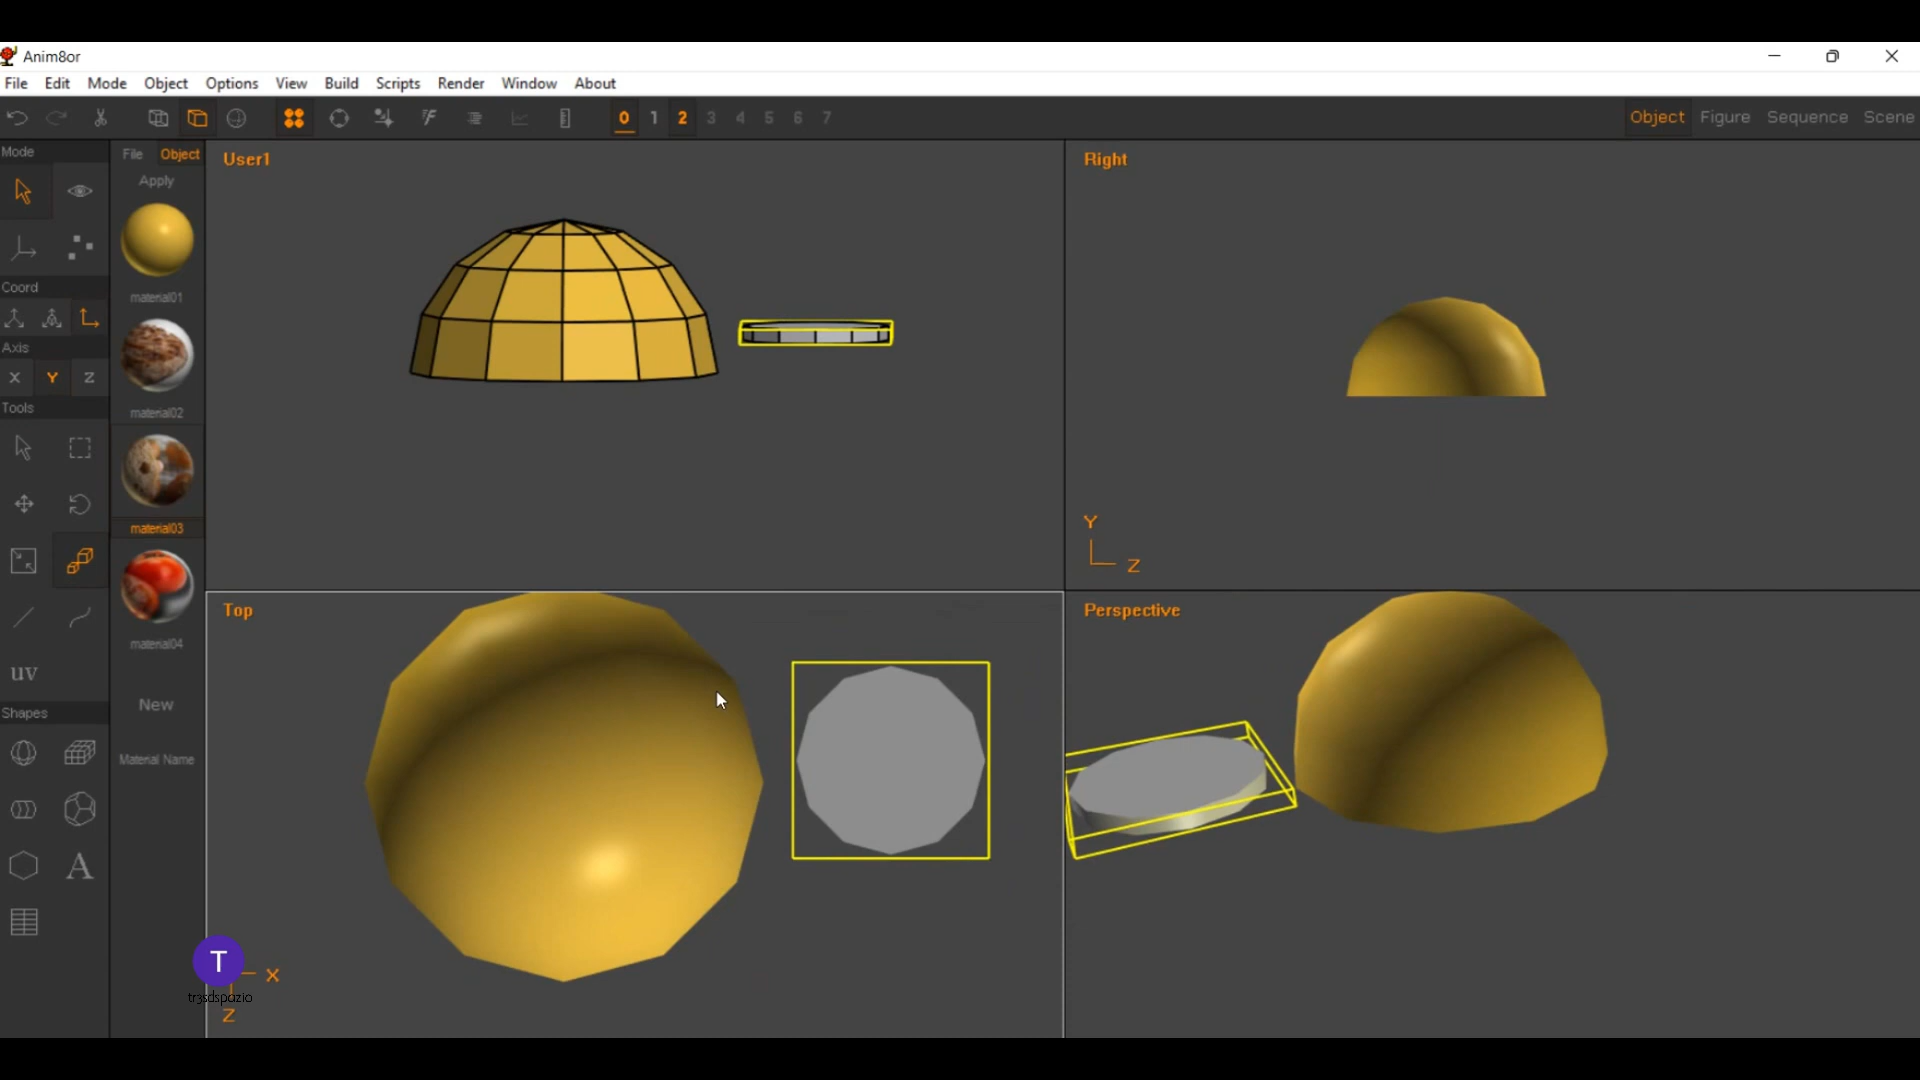 Anim8or
File Edit Mode Object Options View Build Scripts Render Window About
0 1 2 3 4 5 6 7
Object Figure Sequence Scene
Mode
Coord
Axis
X Y Z
Tools
uv
Shapes
A
File Object
Apply
material01
material02
material03
material04
New
Material Name
User1
Right
Y
Z
Top
X
Z
T
tr3sdspazio
Perspective